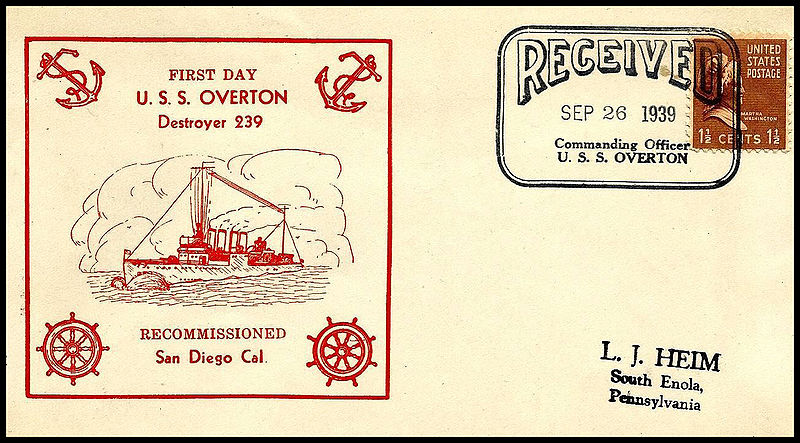 FIRST DAY
U. S. S. OVERTON
Destroyer 239
RECOMMISSIONED
San Diego Cal.
RECEIVED
SEP 26 1939
Commanding Officer
U. S. S. OVERTON
UNITED
STATES
POSTAGE
MARTHA
WASHINGTON
1½ CENTS 1½
L. J. HEIM
South Enola,
Pennsylvania